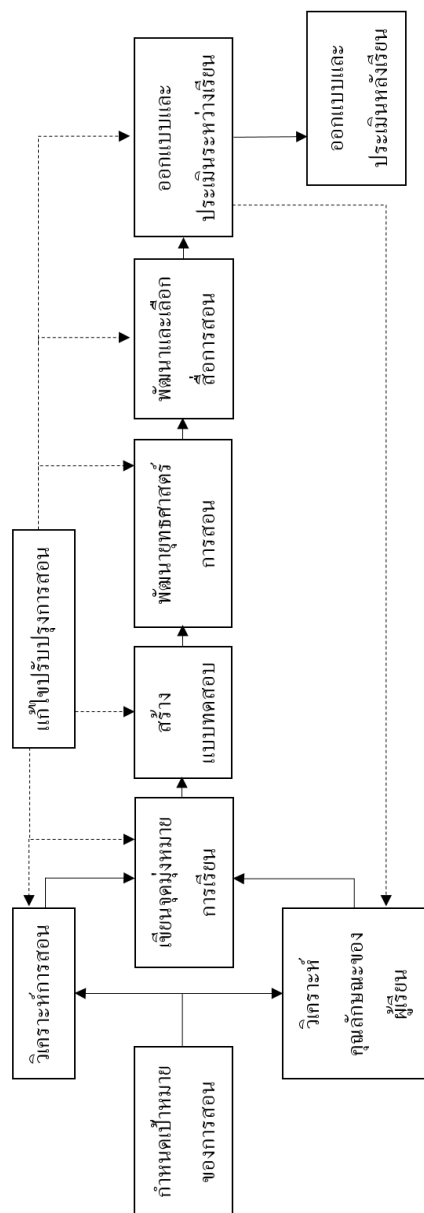 แก้ไขปรับปรุงการสอน
วิเคราะห์การสอน
กำหนดเป้าหมาย
ของการสอน
เขียนจุดมุ่งหมาย
การเรียน
สร้าง
แบบทดสอบ
พัฒนายุทธศาสตร์
การสอน
พัฒนาและเลือก
สื่อการสอน
ออกแบบและ
ประเมินระหว่างเรียน
วิเคราะห์
คุณลักษณะของ
ผู้เรียน
ออกแบบและ
ประเมินหลังเรียน